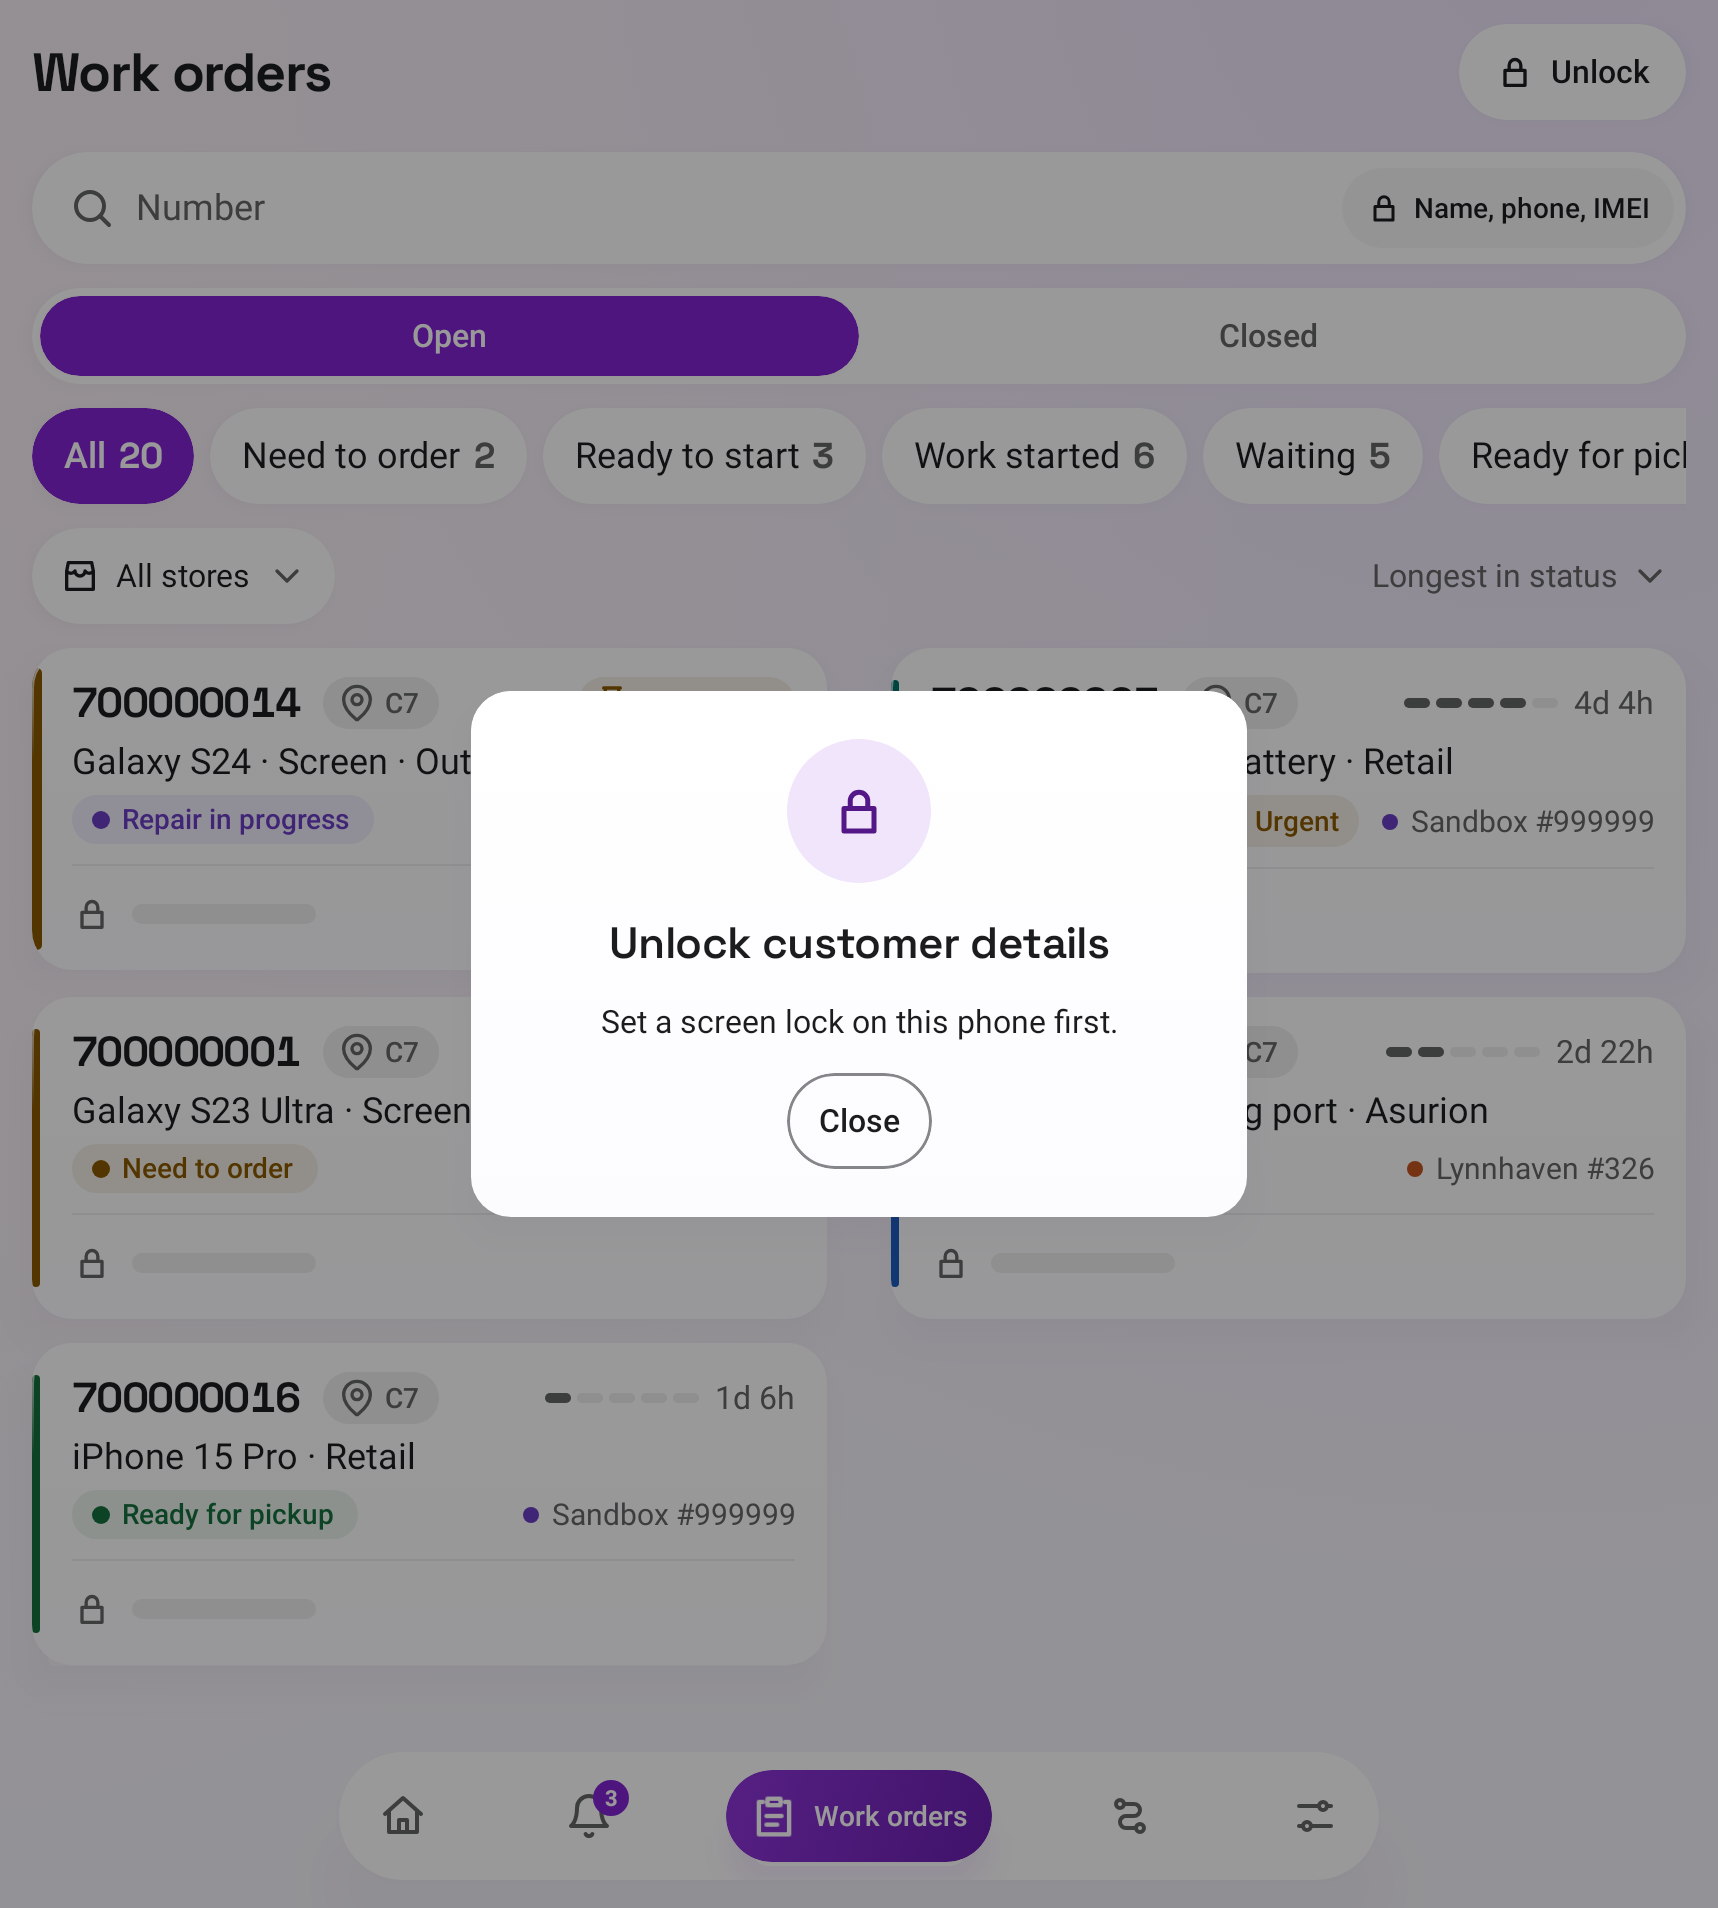 Work orders
Unlock
Number
Name, phone, IMEI
Open
Closed
All 20
Need to order 2
Ready to start 3
Work started 6
Waiting 5
Ready for
All stores
Longest in status
700000014
C7
C7
4d 4h
Galaxy S24 · Screen ·
· Retail
Repair in progress
Urgent
Sandbox #999999
Unlock customer details
Set a screen lock on this phone first.
Close
700000001
C7
C7
2d 22h
Galaxy S23 Ultra · Screen
port · Asurion
Need to order
Lynnhaven #326
700000016
C7
1d 6h
iPhone 15 Pro · Retail
Ready for pickup
Sandbox #999999
3
Work orders